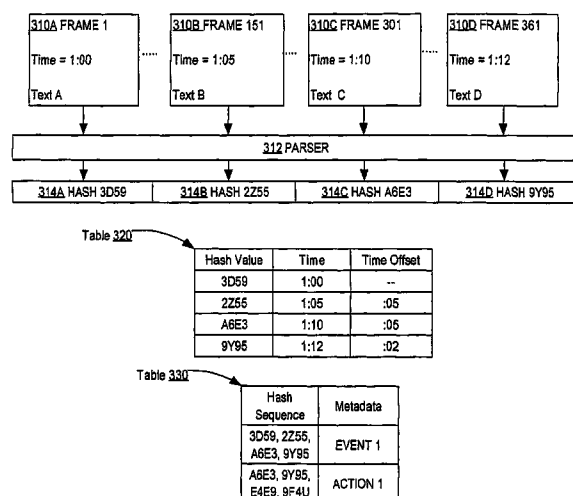 310A FRAME 1
Time = 1:00
Text A
310B FRAME 151
Time = 1:05
Text B
310C FRAME 301
Time = 1:10
Text C
310D FRAME 361
Time = 1:12
Text D
312 PARSER
314A HASH 3D59 314B HASH 2Z55 314C HASH A6E3 314D HASH 9Y95
Table 320
Hash Value Time Time Offset
3D59 1:00 --
2Z55 1:05 :05
A6E3 1:10 :05
9Y95 1:12 :02
Table 330
Hash Sequence Metadata
3D59, 2Z55, A6E3, 9Y95 EVENT 1
A6E3, 9Y95, E4E9, 9F4U ACTION 1